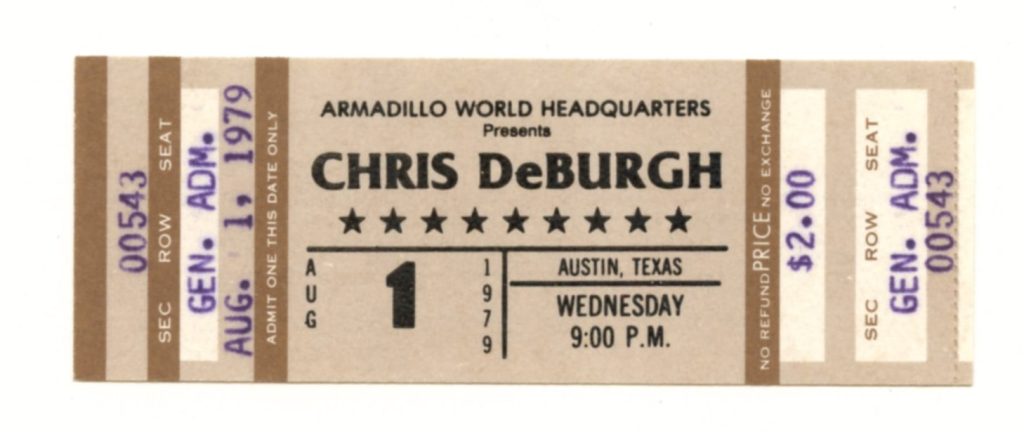 00543
SEC ROW SEAT
GEN. ADM.
AUG. 1, 1979
ADMIT ONE THIS DATE ONLY
ARMADILLO WORLD HEADQUARTERS
Presents
CHRIS DeBURGH
★ ★ ★ ★ ★ ★ ★ ★ ★
AUG 1 1979
AUSTIN, TEXAS
WEDNESDAY
9:00 P.M.
NO REFUND PRICE NO EXCHANGE
$2.00
SEC ROW SEAT
GEN. ADM.
00543